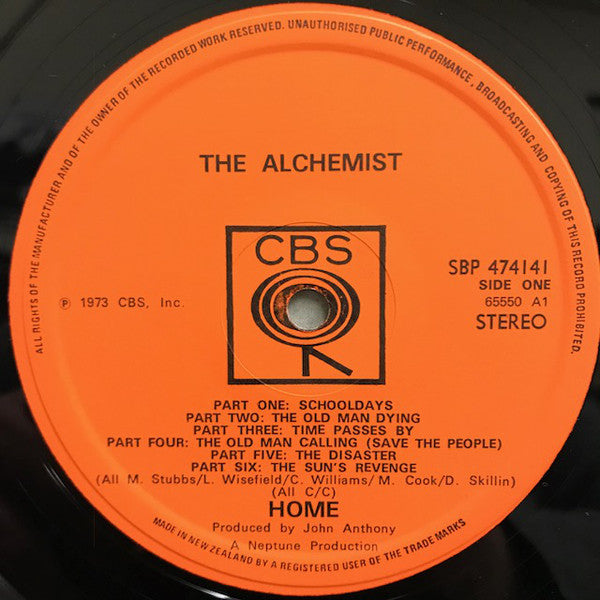 ALL RIGHTS OF THE MANUFACTURER AND OF THE OWNER OF THE RECORDED WORK RESERVED. UNAUTHORISED PUBLIC PERFORMANCE, BROADCASTING AND COPYING OF THIS RECORD PROHIBITED.
THE ALCHEMIST
CBS
SBP 474141
SIDE ONE
65550 A1
STEREO
℗ 1973 CBS, Inc.
PART ONE: SCHOOLDAYS
PART TWO: THE OLD MAN DYING
PART THREE: TIME PASSES BY
PART FOUR: THE OLD MAN CALLING (SAVE THE PEOPLE)
PART FIVE: THE DISASTER
PART SIX: THE SUN'S REVENGE
(All M. Stubbs/L. Wisefield/C. Williams/M. Cook/D. Skillin)
(All C/C)
HOME
Produced by John Anthony
A Neptune Production
MADE IN NEW ZEALAND BY A REGISTERED USER OF THE TRADE MARKS